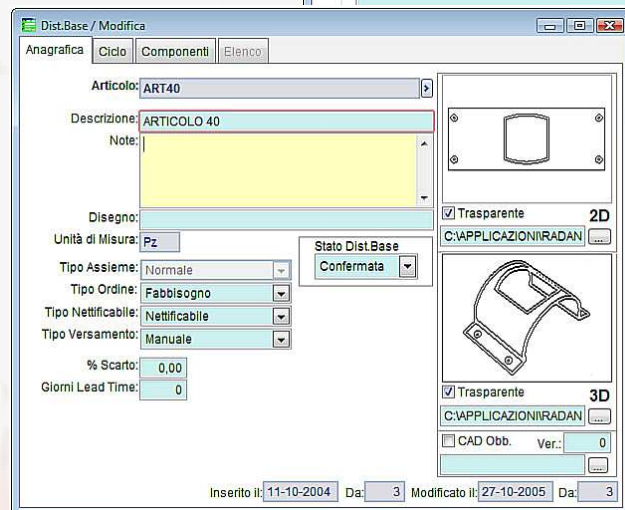 Dist.Base / Modifica
Anagrafica Ciclo Componenti Elenco
Articolo: ART40
Descrizione: ARTICOLO 40
Note:
Disegno:
Unità di Misura: Pz
Stato Dist.Base
Confermata
Tipo Assieme: Normale
Tipo Ordine: Fabbisogno
Tipo Nettificabile: Nettificabile
Tipo Versamento: Manuale
% Scarto: 0,00
Giorni Lead Time: 0
Trasparente 2D
C:\APPLICAZIONI\RADAN ...
Trasparente 3D
C:\APPLICAZIONI\RADAN ...
CAD Obb. Ver.: 0
...
Inserito il: 11-10-2004 Da: 3 Modificato il: 27-10-2005 Da: 3